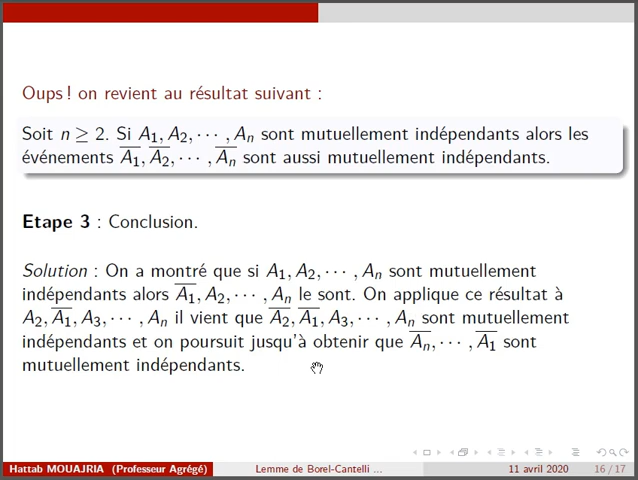 Oups ! on revient au résultat suivant :
Soit n ≥ 2. Si A₁, A₂, ⋯ , Aₙ sont mutuellement indépendants alors les
événements A̅₁, A̅₂, ⋯ , A̅ₙ sont aussi mutuellement indépendants.
Etape 3 : Conclusion.
Solution : On a montré que si A₁, A₂, ⋯ , Aₙ sont mutuellement
indépendants alors A̅₁, A₂, ⋯ , Aₙ le sont. On applique ce résultat à
A₂, A̅₁, A₃, ⋯ , Aₙ il vient que A̅₂, A̅₁, A₃, ⋯ , Aₙ sont mutuellement
indépendants et on poursuit jusqu'à obtenir que A̅ₙ, ⋯ , A̅₁ sont
mutuellement indépendants.
Hattab MOUAJRIA (Professeur Agrégé) Lemme de Borel-Cantelli ... 11 avril 2020 16 / 17